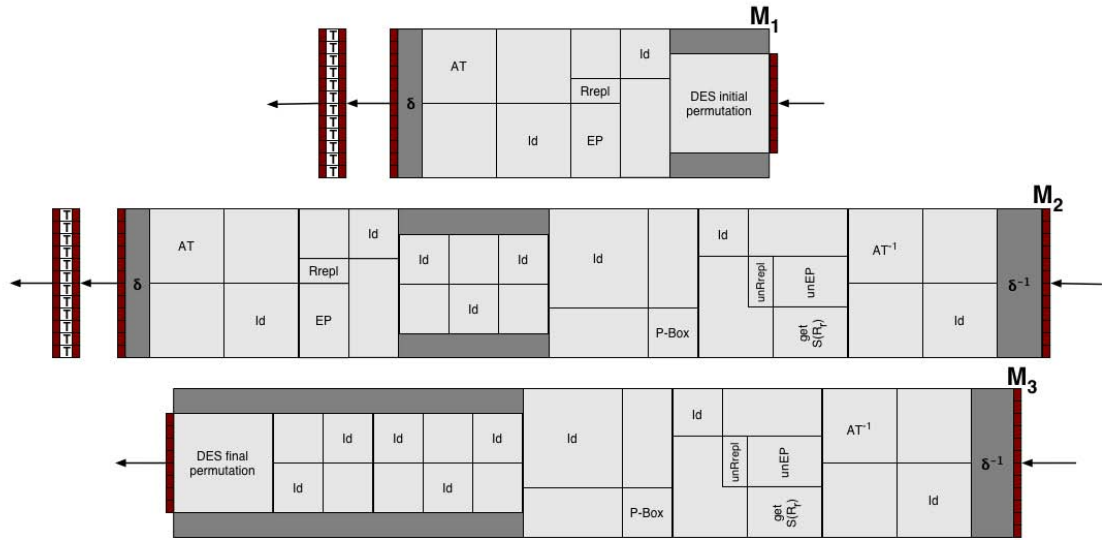 M1
T
T
T
T
T
T
T
T
T
T
T
T
δ
AT
Id
Rrepl
EP
Id
DES initial
permutation
M2
T
T
T
T
T
T
T
T
T
T
T
T
δ
AT
Id
Rrepl
EP
Id
Id
Id
Id
Id
P-Box
Id
unRrepl
unEP
get
S(Rr)
AT-1
Id
δ-1
M3
DES final
permutation
Id
Id
Id
Id
Id
Id
P-Box
Id
unRrepl
unEP
get
S(Rr)
AT-1
Id
δ-1